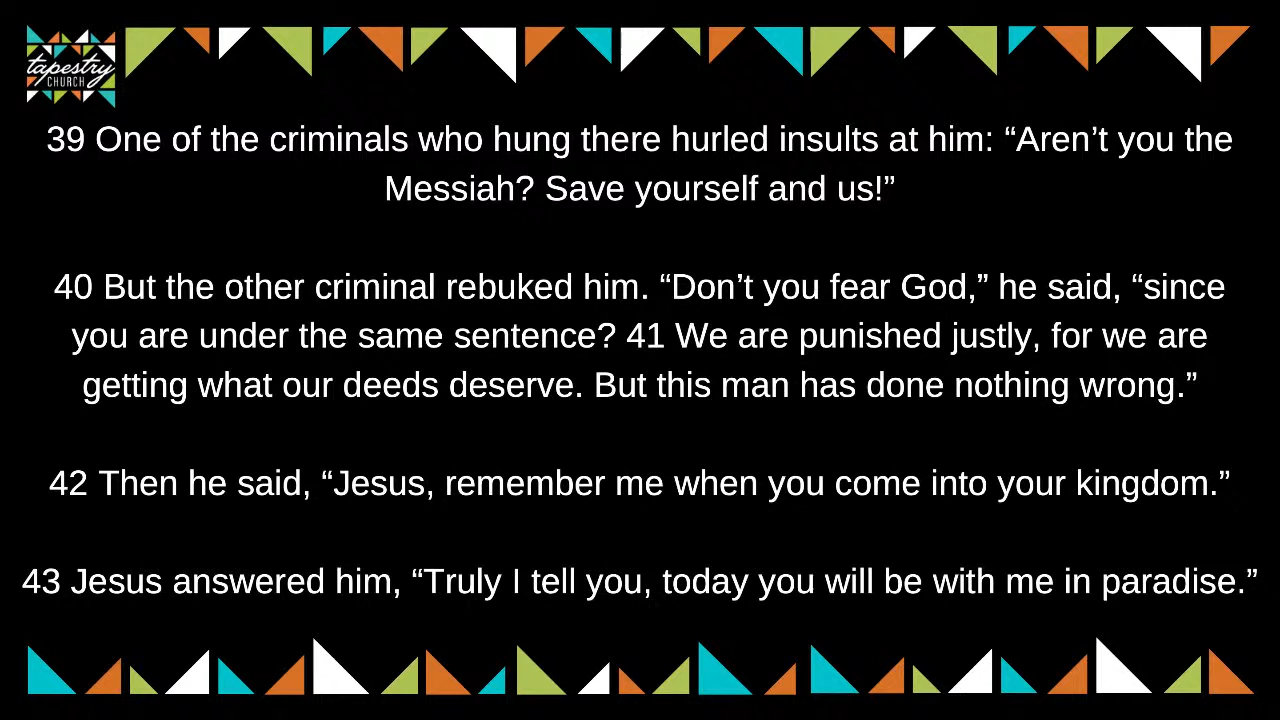 tapestry
CHURCH
39 One of the criminals who hung there hurled insults at him: “Aren’t you the
Messiah? Save yourself and us!”
40 But the other criminal rebuked him. “Don’t you fear God,” he said, “since
you are under the same sentence? 41 We are punished justly, for we are
getting what our deeds deserve. But this man has done nothing wrong.”
42 Then he said, “Jesus, remember me when you come into your kingdom.”
43 Jesus answered him, “Truly I tell you, today you will be with me in paradise.”